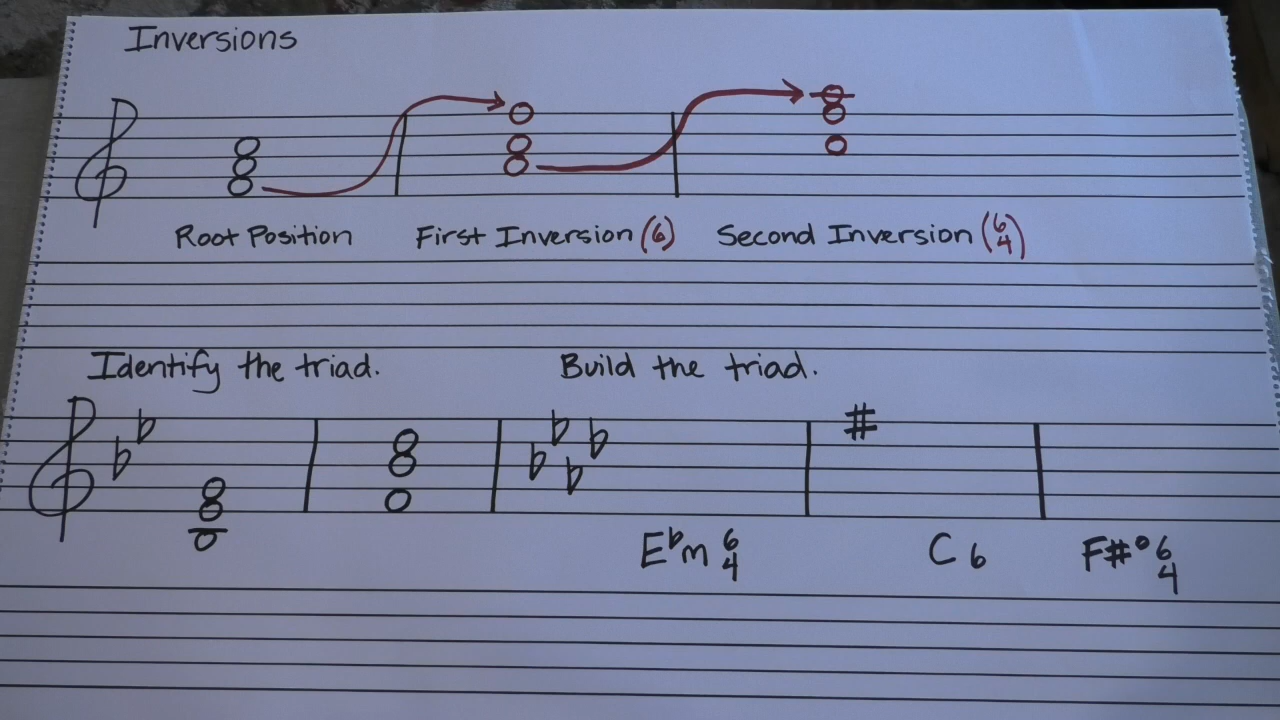 Inversions
Root Position First Inversion (6) Second Inversion (6 4)
Identify the triad. Build the triad.
E♭m 6 4 C 6 F#° 6 4